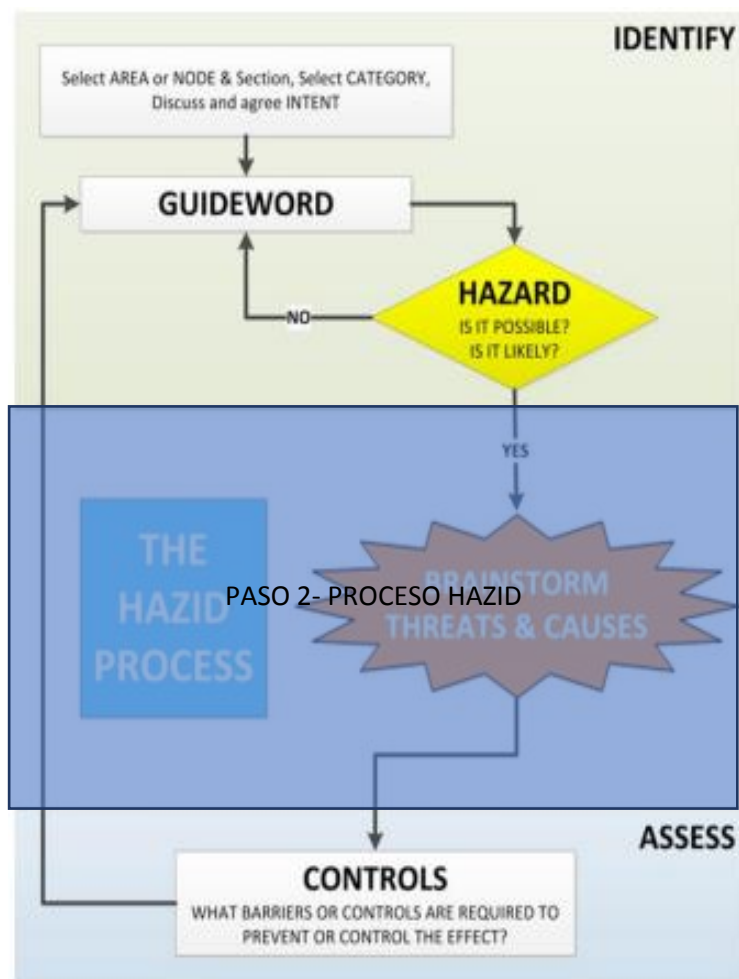 IDENTIFY
Select AREA or NODE & Section, Select CATEGORY,
Discuss and agree INTENT
GUIDEWORD
HAZARD
IS IT POSSIBLE?
IS IT LIKELY?
NO
YES
THE
HAZID
PROCESS
PASO 2- PROCESO HAZID
BRAINSTORM
THREATS & CAUSES
ASSESS
CONTROLS
WHAT BARRIERS OR CONTROLS ARE REQUIRED TO
PREVENT OR CONTROL THE EFFECT?